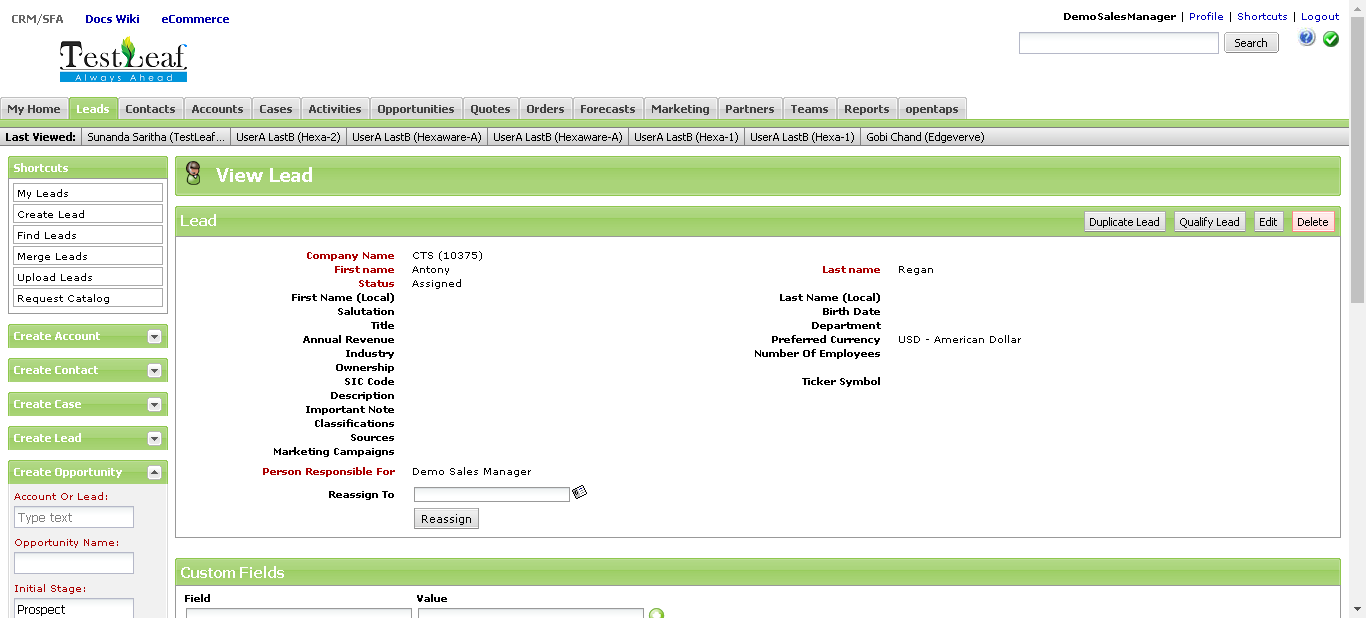 CRM/SFA Docs Wiki eCommerce
DemoSalesManager | Profile | Shortcuts | Logout
Search
TestLeaf
Always Ahead
My Home Leads Contacts Accounts Cases Activities Opportunities Quotes Orders Forecasts Marketing Partners Teams Reports opentaps
Last Viewed: Sunanda Saritha (TestLeaf... UserA LastB (Hexa-2) UserA LastB (Hexaware-A) UserA LastB (Hexaware-A) UserA LastB (Hexa-1) UserA LastB (Hexa-1) Gobi Chand (Edgeverve)
Shortcuts
My Leads
Create Lead
Find Leads
Merge Leads
Upload Leads
Request Catalog
Create Account
Create Contact
Create Case
Create Lead
Create Opportunity
Account Or Lead:
Type text
Opportunity Name:
Initial Stage:
Prospect
View Lead
Lead Duplicate Lead Qualify Lead Edit Delete
Company Name CTS (10375)
First name Antony Last name Regan
Status Assigned
First Name (Local) Last Name (Local)
Salutation Birth Date
Title Department
Annual Revenue Preferred Currency USD - American Dollar
Industry Number Of Employees
Ownership
SIC Code Ticker Symbol
Description
Important Note
Classifications
Sources
Marketing Campaigns
Person Responsible For Demo Sales Manager
Reassign To
Reassign
Custom Fields
Field Value